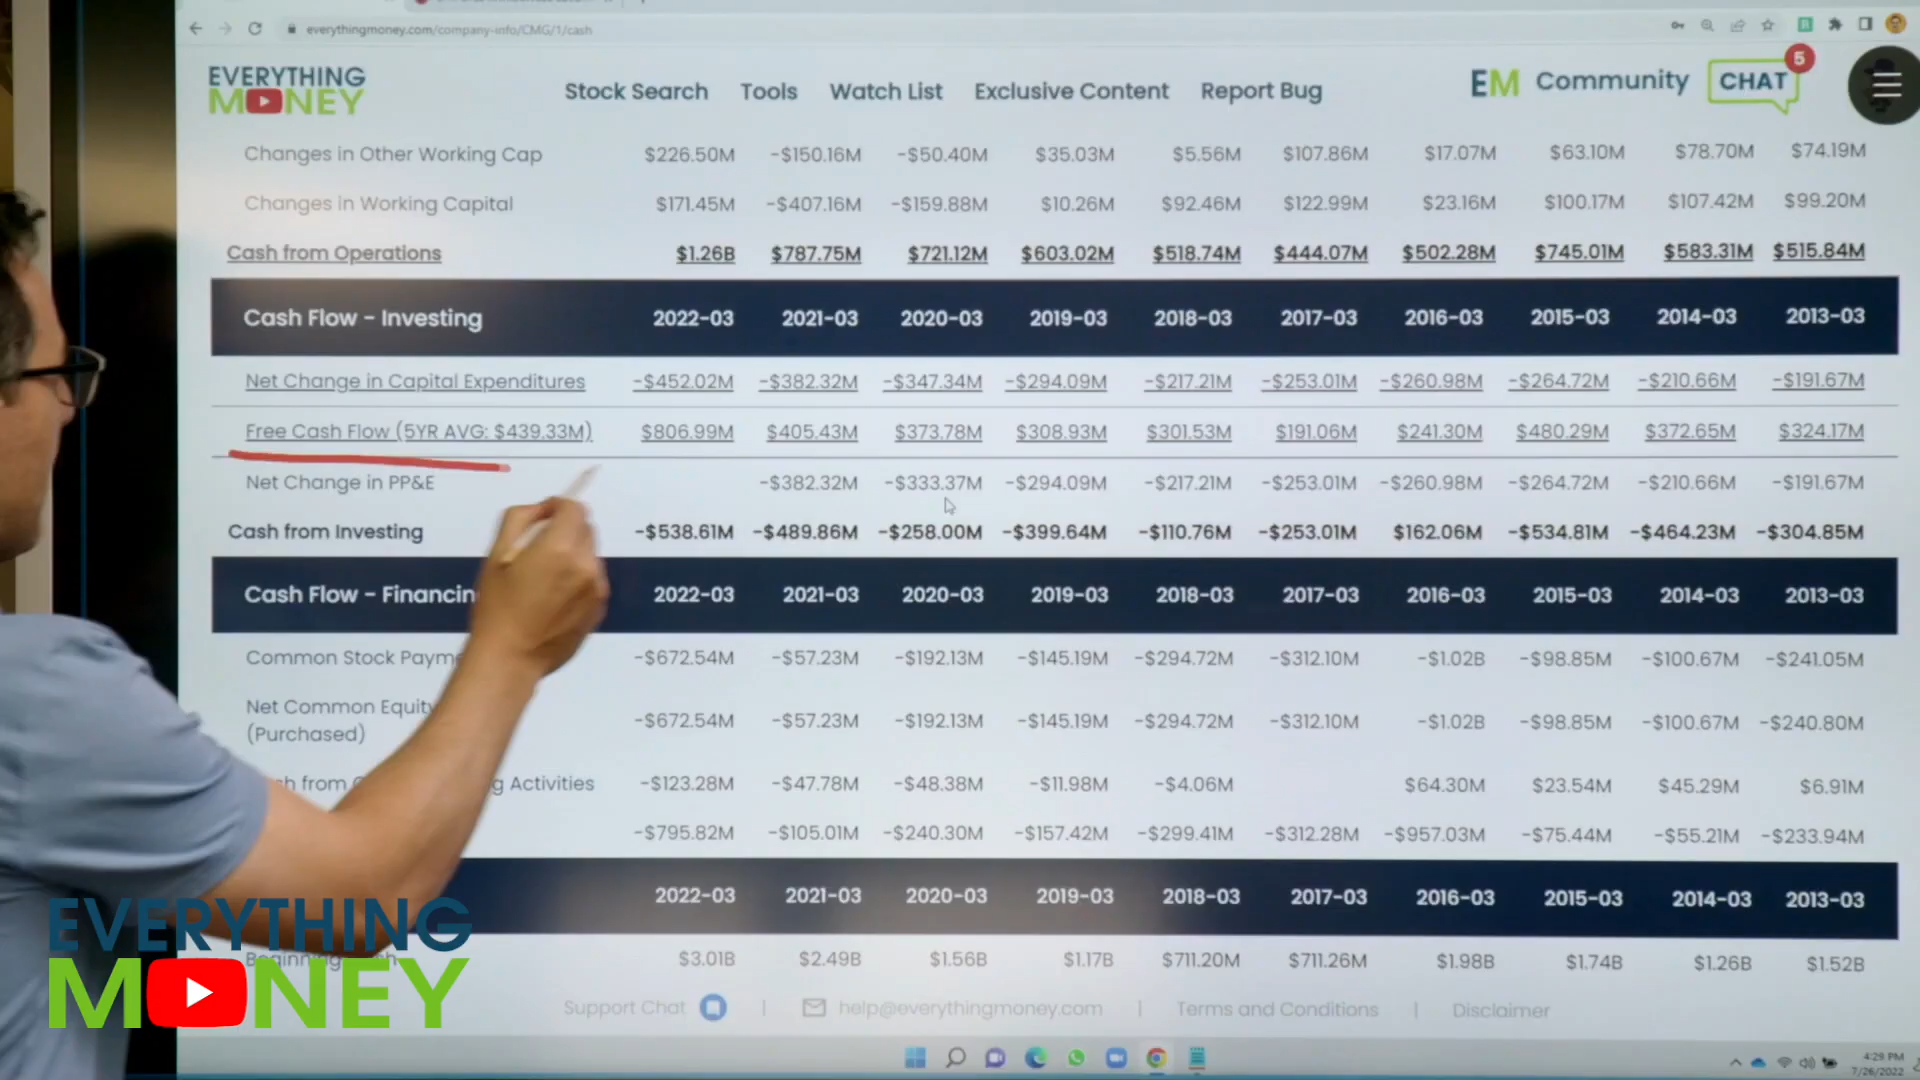 everythingmoney.com/company-info/CMG/1/cash
EVERYTHING MONEY
Stock Search Tools Watch List Exclusive Content Report Bug
EM Community CHAT 5
Changes in Other Working Cap $226.50M -$150.16M -$50.40M $35.03M $5.56M $107.86M $17.07M $63.10M $78.70M $74.19M
Changes in Working Capital $171.45M -$407.16M -$159.88M $10.26M $92.46M $122.99M $23.16M $100.17M $107.42M $99.20M
Cash from Operations $1.26B $787.75M $721.12M $603.02M $518.74M $444.07M $502.28M $745.01M $583.31M $515.84M
Cash Flow - Investing 2022-03 2021-03 2020-03 2019-03 2018-03 2017-03 2016-03 2015-03 2014-03 2013-03
Net Change in Capital Expenditures -$452.02M -$382.32M -$347.34M -$294.09M -$217.21M -$253.01M -$260.98M -$264.72M -$210.66M -$191.67M
Free Cash Flow (5YR AVG: $439.33M) $806.99M $405.43M $373.78M $308.93M $301.53M $191.06M $241.30M $480.29M $372.65M $324.17M
Net Change in PP&E -$382.32M -$333.37M -$294.09M -$217.21M -$253.01M -$260.98M -$264.72M -$210.66M -$191.67M
Cash from Investing -$538.61M -$489.86M -$258.00M -$399.64M -$110.76M -$253.01M $162.06M -$534.81M -$464.23M -$304.85M
Cash Flow - Financin 2022-03 2021-03 2020-03 2019-03 2018-03 2017-03 2016-03 2015-03 2014-03 2013-03
Common Stock Payme -$672.54M -$57.23M -$192.13M -$145.19M -$294.72M -$312.10M -$1.02B -$98.85M -$100.67M -$241.05M
Net Common Equity
(Purchased) -$672.54M -$57.23M -$192.13M -$145.19M -$294.72M -$312.10M -$1.02B -$98.85M -$100.67M -$240.80M
sh from g Activities -$123.28M -$47.78M -$48.38M -$11.98M -$4.06M $64.30M $23.54M $45.29M $6.91M
-$795.82M -$105.01M -$240.30M -$157.42M -$299.41M -$312.28M -$957.03M -$75.44M -$55.21M -$233.94M
2022-03 2021-03 2020-03 2019-03 2018-03 2017-03 2016-03 2015-03 2014-03 2013-03
$3.01B $2.49B $1.56B $1.17B $711.20M $711.26M $1.98B $1.74B $1.26B $1.52B
Support Chat | help@everythingmoney.com | Terms and Conditions | Disclaimer
4:29 PM
7/26/2022
EVERYTHING
MONEY